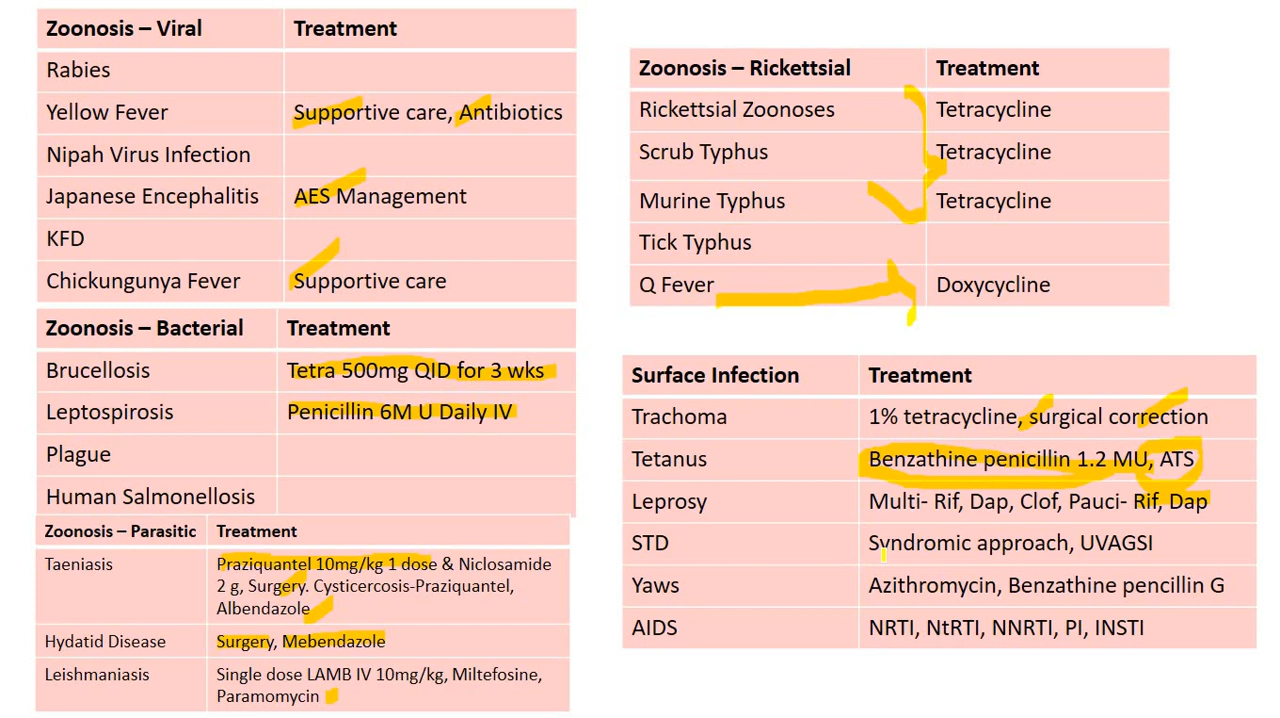 Zoonosis – Viral Treatment
Rabies
Yellow Fever Supportive care, Antibiotics
Nipah Virus Infection
Japanese Encephalitis AES Management
KFD
Chickungunya Fever Supportive care
Zoonosis – Bacterial Treatment
Brucellosis Tetra 500mg QID for 3 wks
Leptospirosis Penicillin 6M U Daily IV
Plague
Human Salmonellosis
Zoonosis – Parasitic Treatment
Taeniasis Praziquantel 10mg/kg 1 dose & Niclosamide
2 g, Surgery. Cysticercosis-Praziquantel,
Albendazole
Hydatid Disease Surgery, Mebendazole
Leishmaniasis Single dose LAMB IV 10mg/kg, Miltefosine,
Paramomycin
Zoonosis – Rickettsial Treatment
Rickettsial Zoonoses Tetracycline
Scrub Typhus Tetracycline
Murine Typhus Tetracycline
Tick Typhus
Q Fever Doxycycline
Surface Infection Treatment
Trachoma 1% tetracycline, surgical correction
Tetanus Benzathine penicillin 1.2 MU, ATS
Leprosy Multi- Rif, Dap, Clof, Pauci- Rif, Dap
STD Syndromic approach, UVAGSI
Yaws Azithromycin, Benzathine pencillin G
AIDS NRTI, NtRTI, NNRTI, PI, INSTI